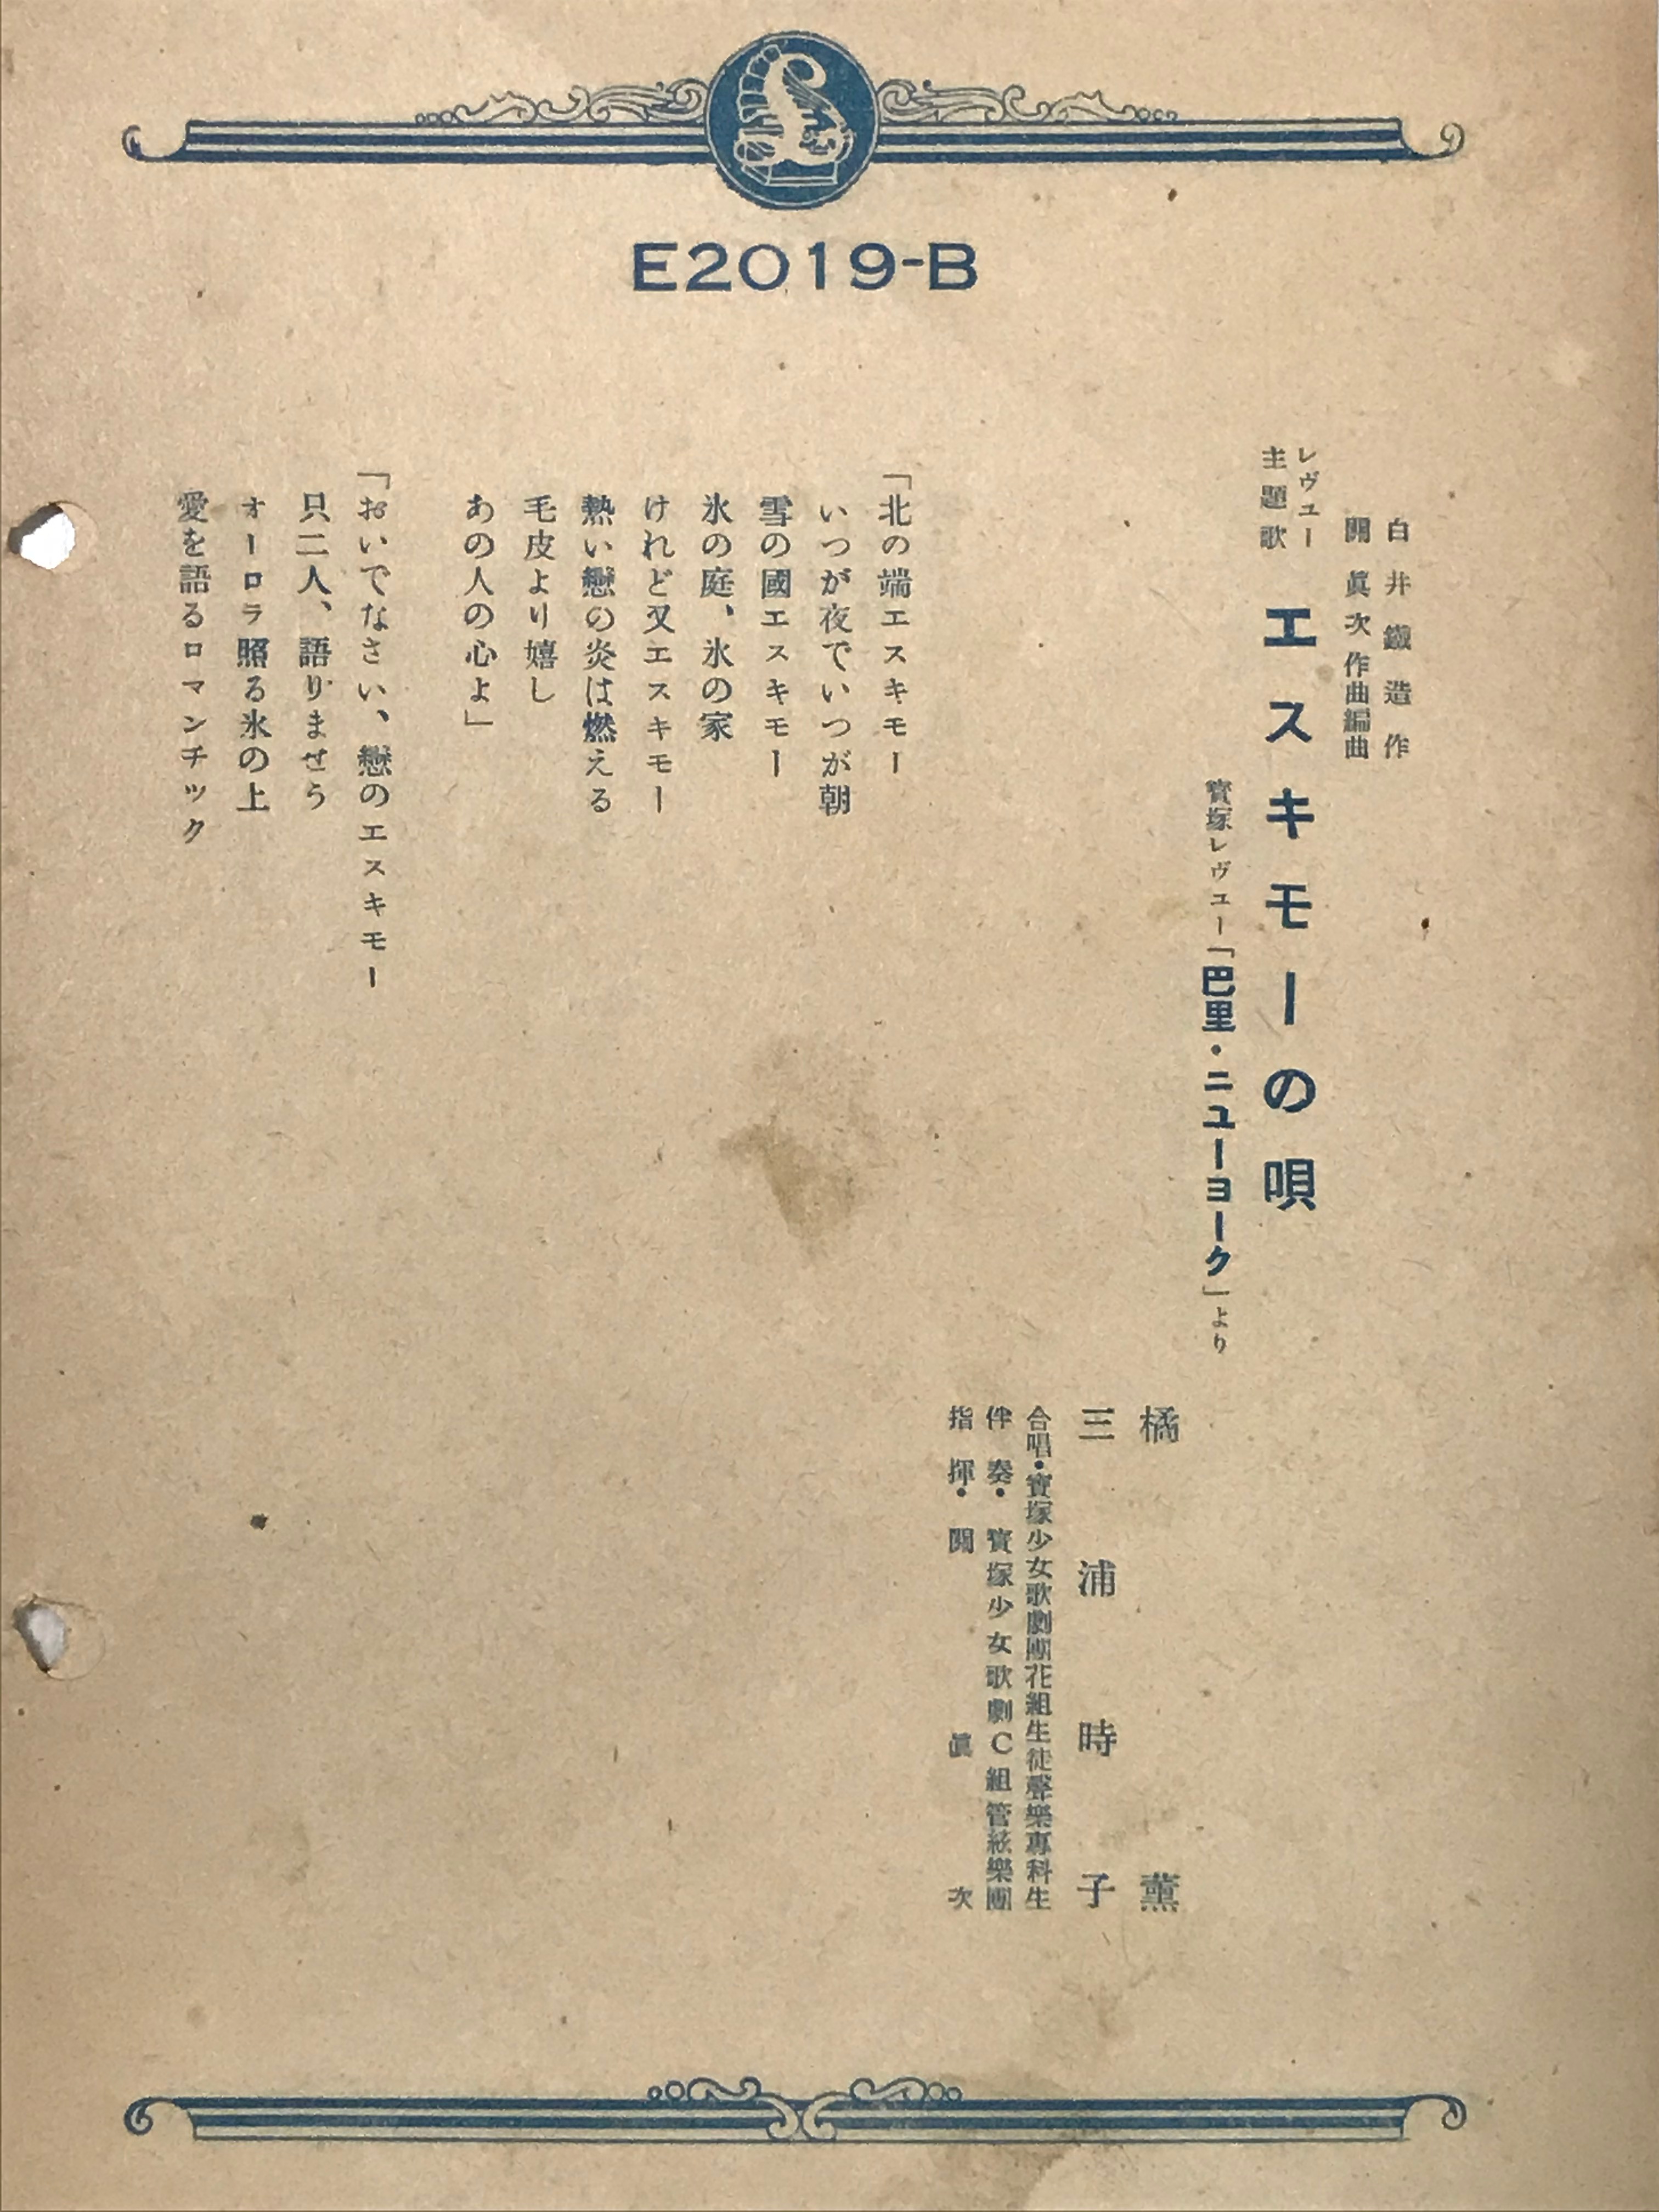 E2019-B
白井鐵造作
關眞次作曲編曲
レヴュー
主題歌
エスキモーの唄
寳塚レヴュー「巴里・ニューヨーク」より
橘薰
三浦時子
合唱・寳塚少女歌劇團花組生徒聲樂專科生
伴奏・寳塚少女歌劇C組管絃樂團
指揮・關眞次
「北の端エスキモー
いつが夜でいつが朝
雪の國エスキモー
氷の庭、氷の家
けれど又エスキモー
熱い戀の炎は燃える
毛皮より嬉し
あの人の心よ」
「おいでなさい、戀のエスキモー
只二人、語りませう
オーロラ照る氷の上
愛を語るロマンチック